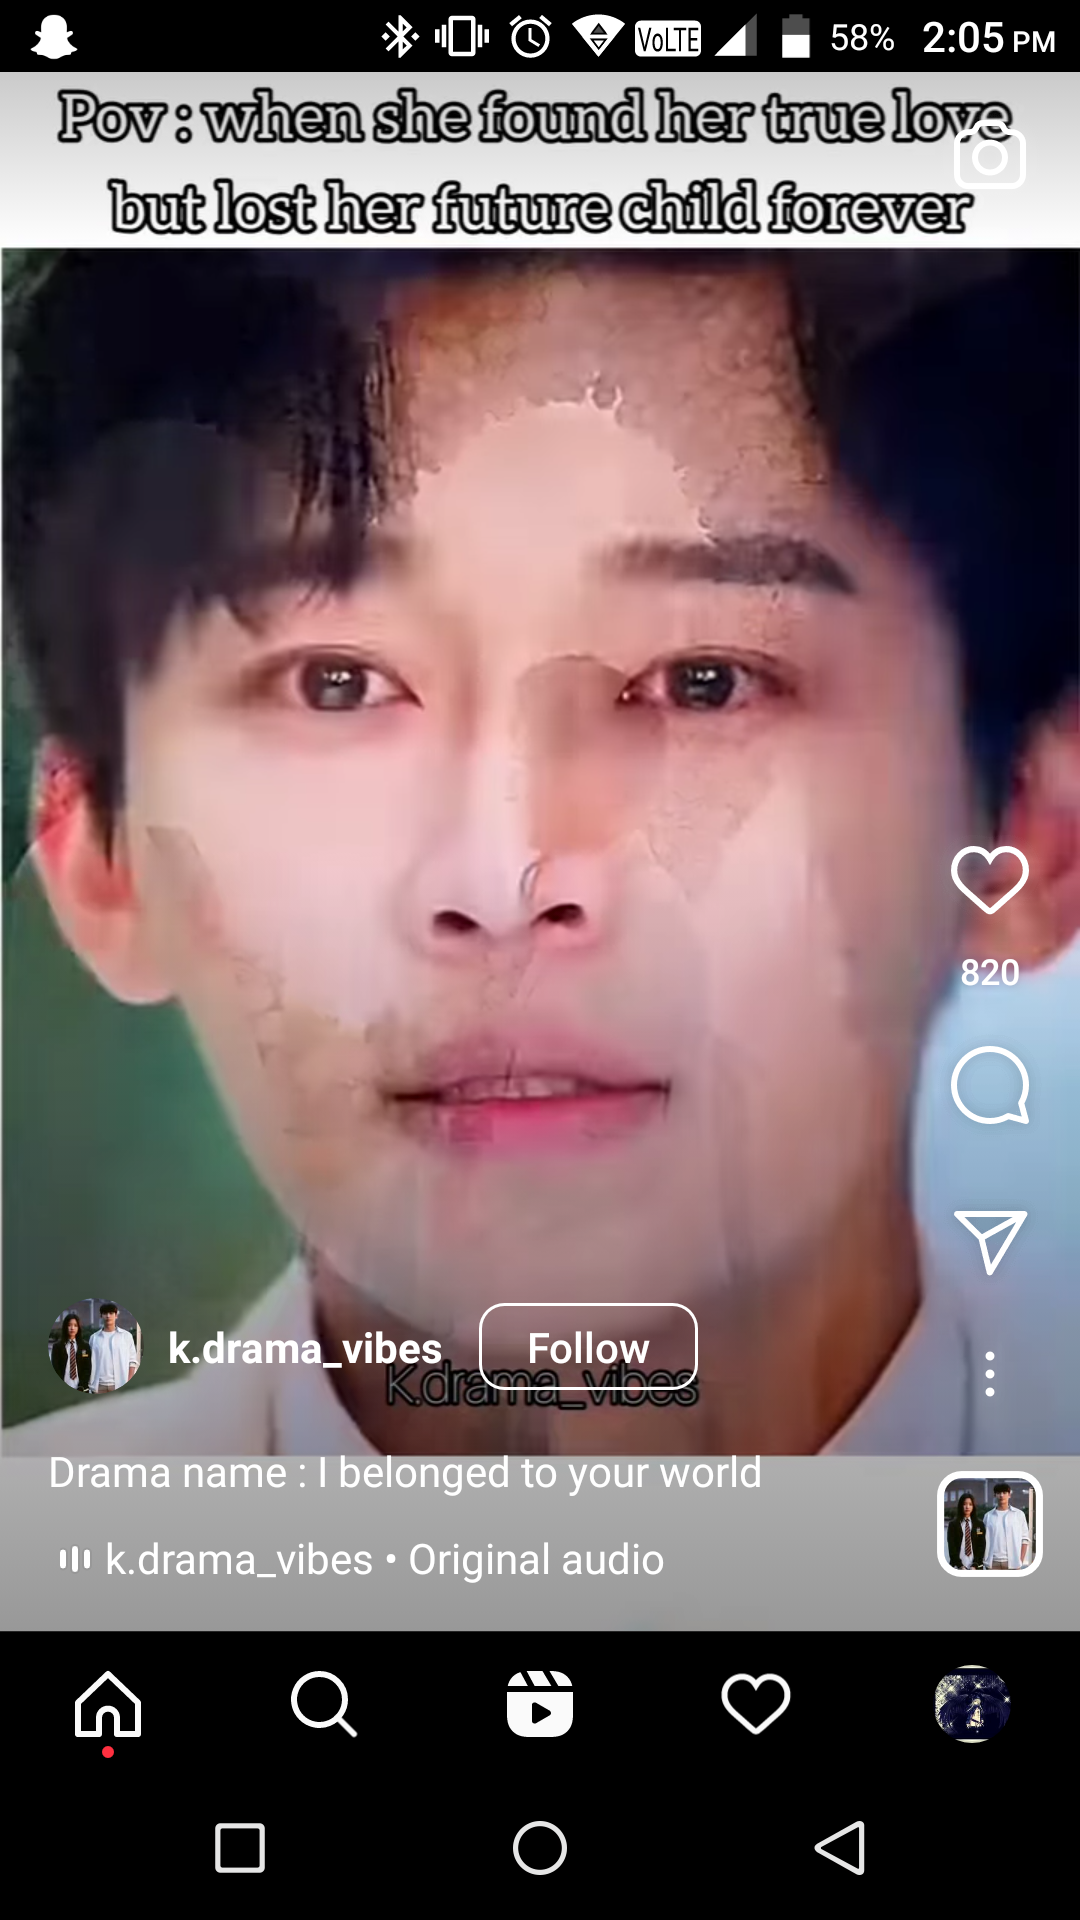 VoLTE 58% 2:05 PM
Pov : when she found her true love
but lost her future child forever
820
k.drama_vibes Follow
K.drama_vibes
Drama name : I belonged to your world
k.drama_vibes • Original audio